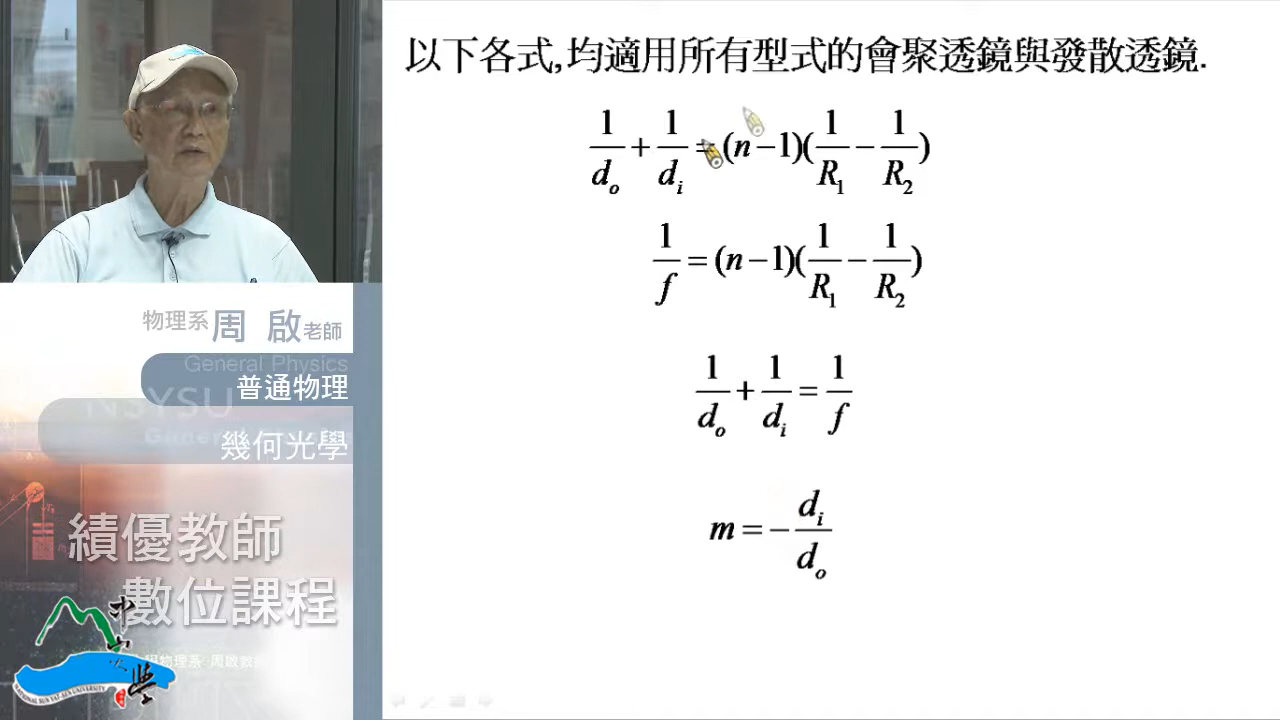 以下各式,均適用所有型式的會聚透鏡與發散透鏡.
1/d_o + 1/d_i = (n−1)(1/R_1 − 1/R_2)
1/f = (n−1)(1/R_1 − 1/R_2)
1/d_o + 1/d_i = 1/f
m = − d_i/d_o
物理系 周 啟 老師
General Physics
普通物理
NSYSU
幾何光學
績優教師
數位課程